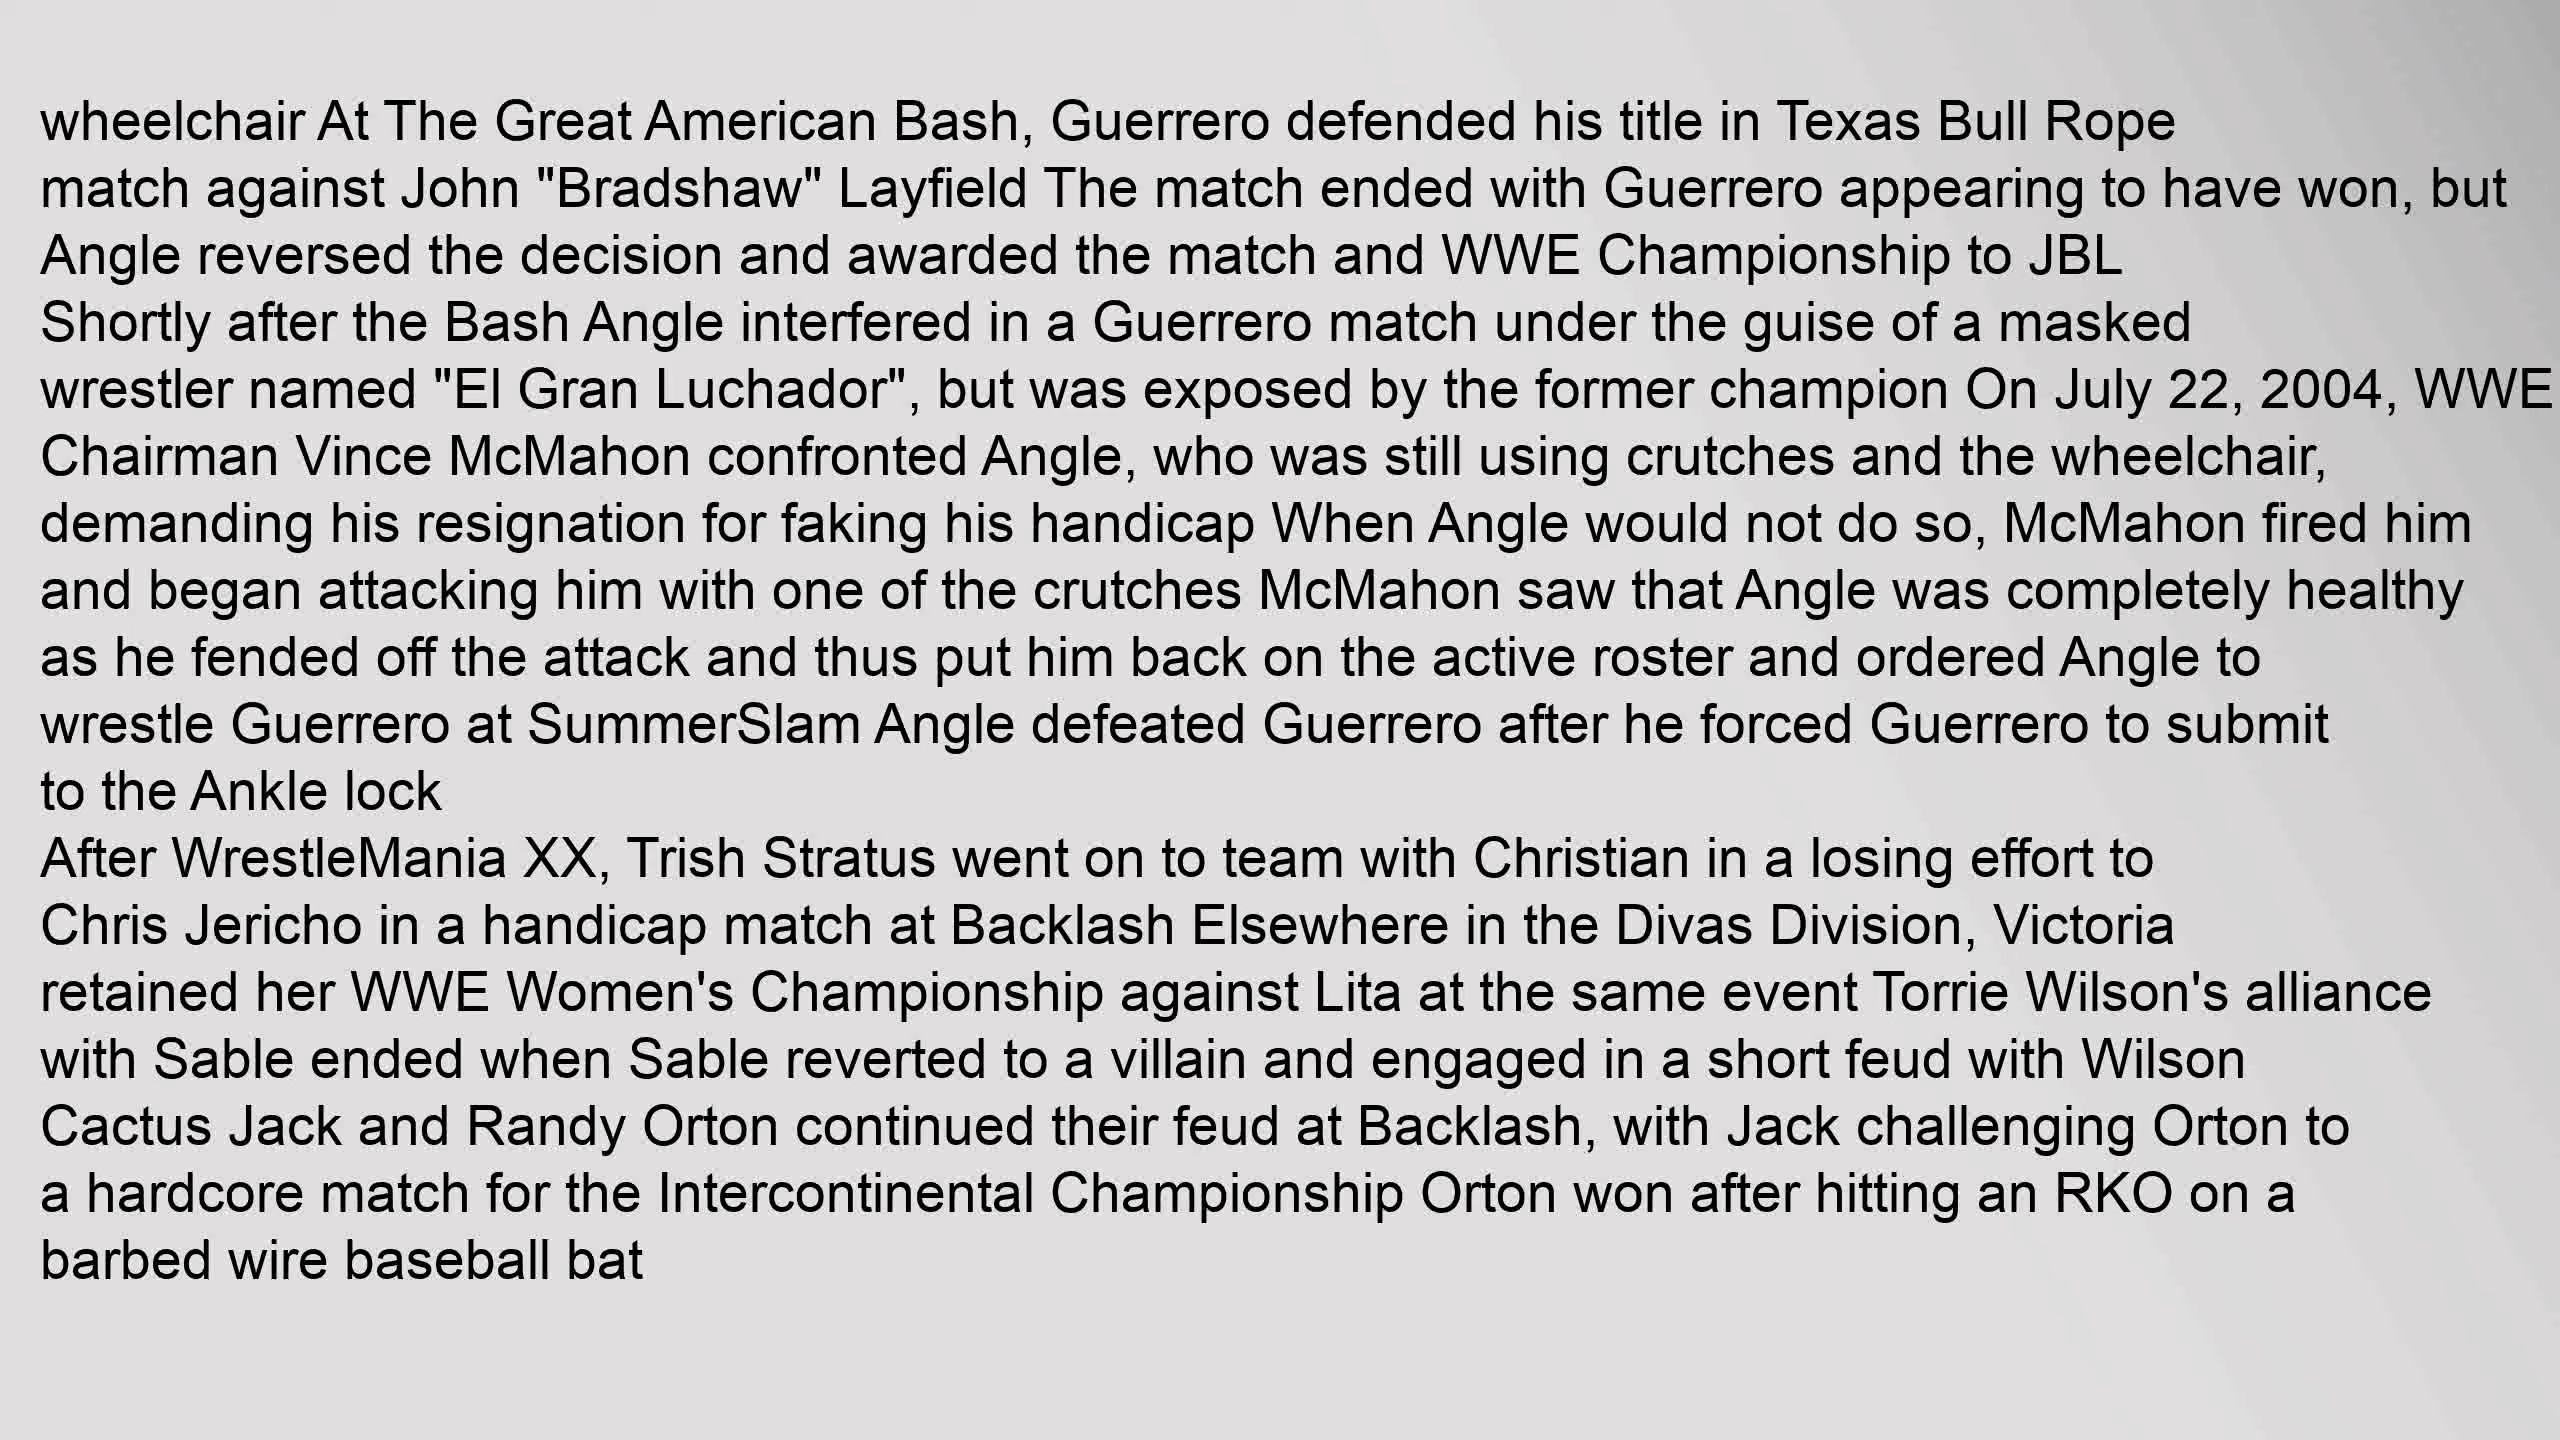 wheelchair At The Great American Bash, Guerrero defended his title in Texas Bull Rope
match against John "Bradshaw" Layfield The match ended with Guerrero appearing to have won, but
Angle reversed the decision and awarded the match and WWE Championship to JBL
Shortly after the Bash Angle interfered in a Guerrero match under the guise of a masked
wrestler named "El Gran Luchador", but was exposed by the former champion On July 22, 2004, WWE
Chairman Vince McMahon confronted Angle, who was still using crutches and the wheelchair,
demanding his resignation for faking his handicap When Angle would not do so, McMahon fired him
and began attacking him with one of the crutches McMahon saw that Angle was completely healthy
as he fended off the attack and thus put him back on the active roster and ordered Angle to
wrestle Guerrero at SummerSlam Angle defeated Guerrero after he forced Guerrero to submit
to the Ankle lock
After WrestleMania XX, Trish Stratus went on to team with Christian in a losing effort to
Chris Jericho in a handicap match at Backlash Elsewhere in the Divas Division, Victoria
retained her WWE Women's Championship against Lita at the same event Torrie Wilson's alliance
with Sable ended when Sable reverted to a villain and engaged in a short feud with Wilson
Cactus Jack and Randy Orton continued their feud at Backlash, with Jack challenging Orton to
a hardcore match for the Intercontinental Championship Orton won after hitting an RKO on a
barbed wire baseball bat